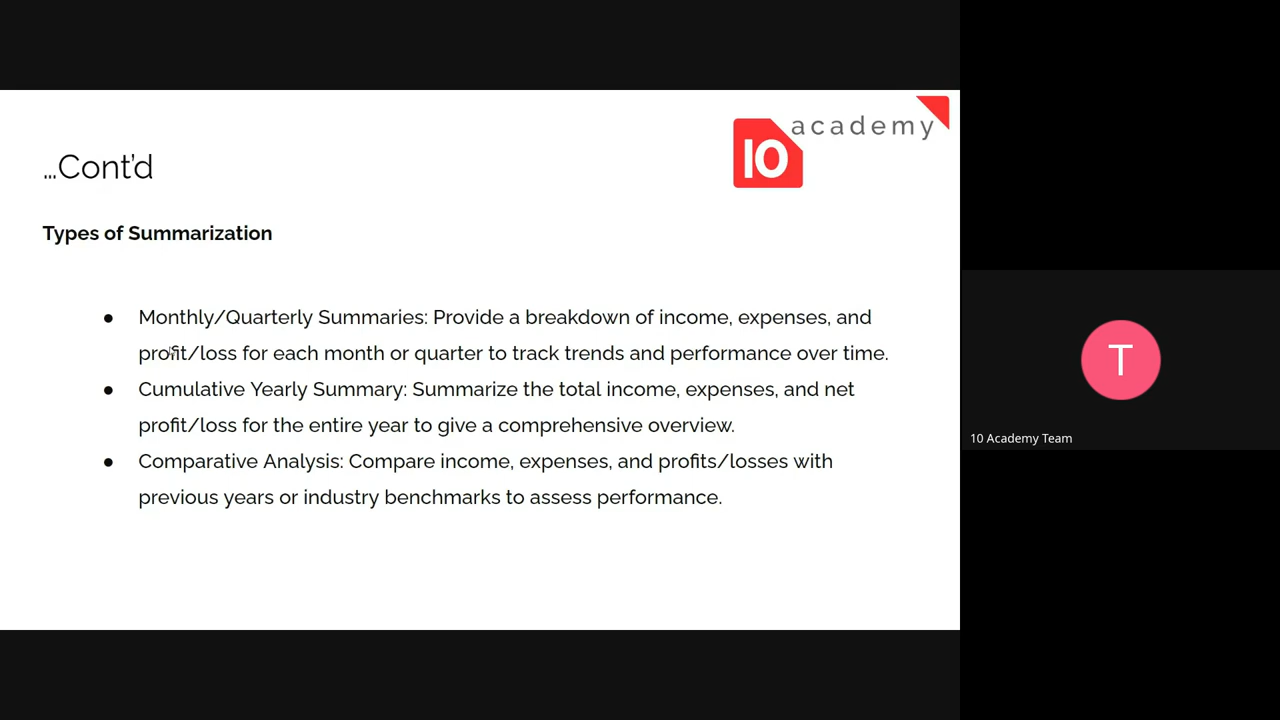 10 academy
...Cont'd
Types of Summarization
● Monthly/Quarterly Summaries: Provide a breakdown of income, expenses, and
profit/loss for each month or quarter to track trends and performance over time.
● Cumulative Yearly Summary: Summarize the total income, expenses, and net
profit/loss for the entire year to give a comprehensive overview.
● Comparative Analysis: Compare income, expenses, and profits/losses with
previous years or industry benchmarks to assess performance.
T
10 Academy Team